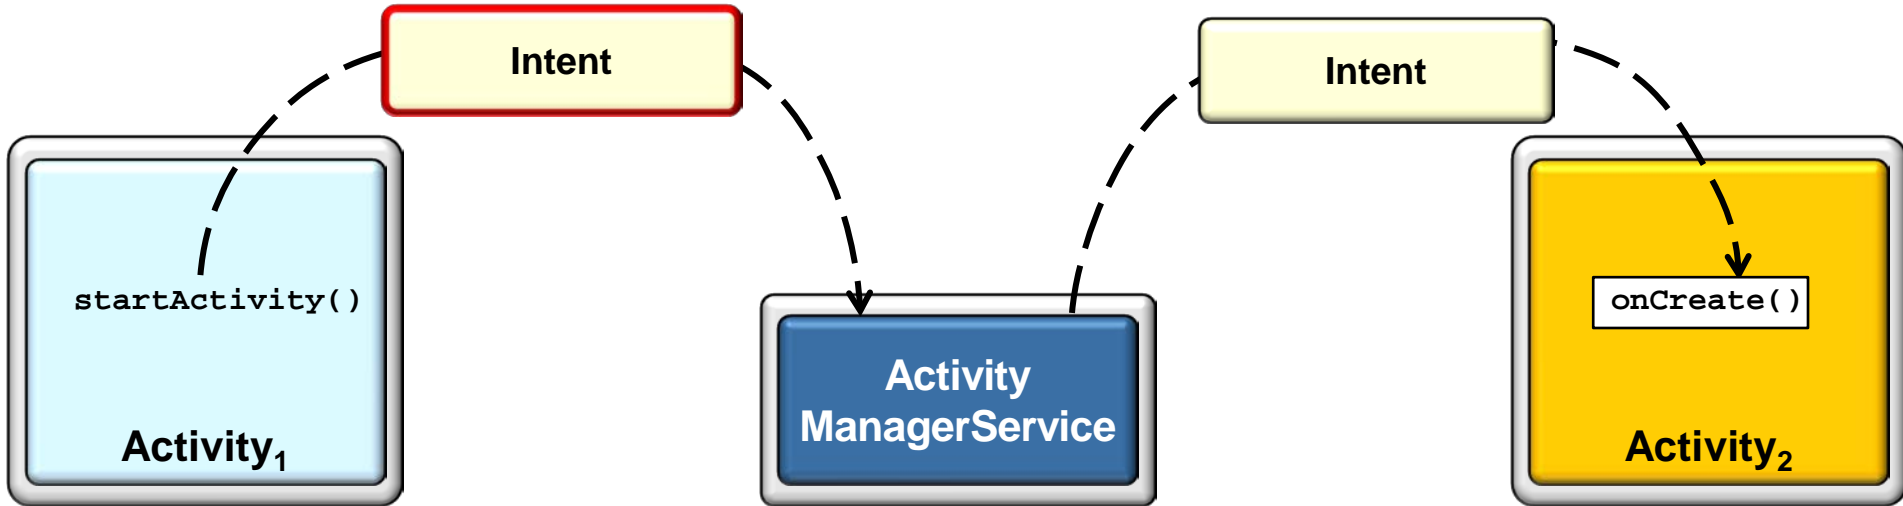 Intent
Intent
startActivity()
onCreate()
Activity
ManagerService
Activity₁
Activity₂